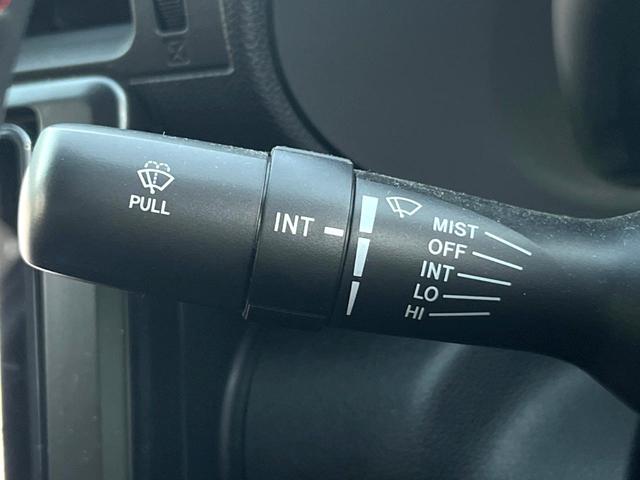 PULL
INT
MIST
OFF
INT
LO
HI